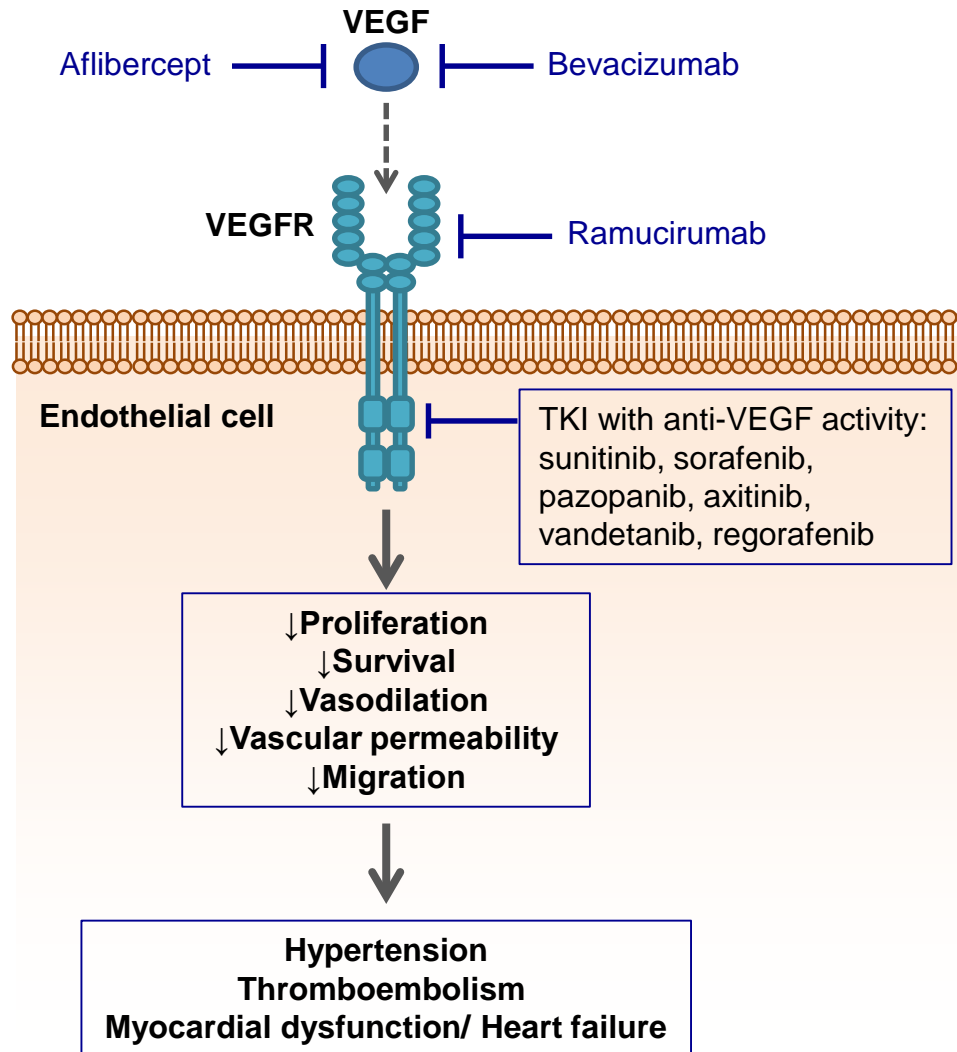 VEGF
Aflibercept
Bevacizumab
VEGFR
Ramucirumab
Endothelial cell
TKI with anti-VEGF activity:
sunitinib, sorafenib,
pazopanib, axitinib,
vandetanib, regorafenib
↓Proliferation
↓Survival
↓Vasodilation
↓Vascular permeability
↓Migration
Hypertension
Thromboembolism
Myocardial dysfunction/ Heart failure